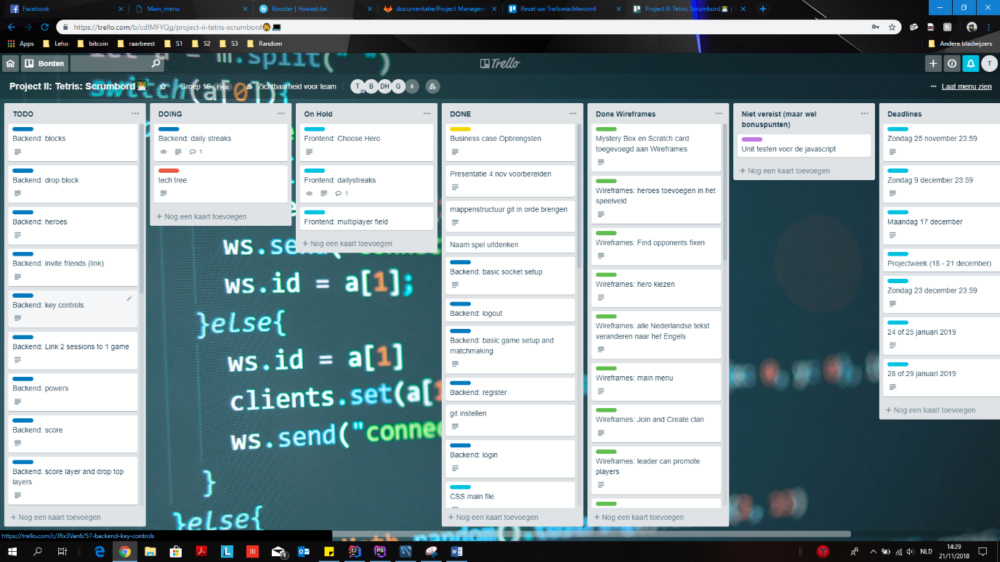 Facebook
Main_menu
Rooster | Howest.be
documentatie/Project Managem
Reset uw Trellowachtwoord
Project II: Tetris: Scrumbord
https://trello.com/b/cdIMFYQg/project-ii-tetris-scrumbord
Apps
Leho
bitcoin
raarbeest
S1
S2
S3
Random
Andere bladwijzers
Borden
Trello
T
Project II: Tetris: Scrumbord
Groep 16
Free
Zichtbaarheid voor team
T
B
DH
G
4
Laat menu zien
TODO
Backend: blocks
Backend: drop block
Backend: heroes
Backend: invite friends (link)
Backend: key controls
Backend: Link 2 sessions to 1 game
Backend: powers
Backend: score
Backend: score layer and drop top
layers
+ Nog een kaart toevoegen
DOING
Backend: daily streaks
1
tech tree
+ Nog een kaart toevoegen
On Hold
Frontend: Choose Hero
Frontend: dailystreaks
1
Frontend: multiplayer field
+ Nog een kaart toevoegen
DONE
Business case Opbrengsten
Presentatie 4 nov voorbereiden
mappenstructuur git in orde brengen
Naam spel uitdenken
Backend: basic socket setup
Backend: logout
Backend: basic game setup and
matchmaking
Backend: register
git instellen
Backend: login
CSS main file
+ Nog een kaart toevoegen
Done Wireframes
Mystery Box en Scratch card
toegevoegd aan Wireframes
Wireframes: heroes toevoegen in het
speelveld
Wireframes: Find opponents fixen
Wireframes: hero kiezen
Wireframes: alle Nederlandse tekst
veranderen naar het Engels
Wireframes: main menu
Wireframes: Join and Create clan
Wireframes: leader can promote
players
+ Nog een kaart toevoegen
Niet vereist (maar wel
bonuspunten)
Unit testen voor de javascript
+ Nog een kaart toevoegen
Deadlines
Zondag 25 november 23:59
Zondag 9 december 23:59
Maandag 17 december
Projectweek (18 - 21 december)
Zondag 23 december 23:59
24 of 25 januari 2019
28 of 29 januari 2019
+ Nog een kaart toevoegen
= m.split(" ")
switch(a[0]){
ws.send(
ws.id = a[1];
}else{
ws.id = a[1]
clients.set(a[
ws.send("connec
}
}else{
https://trello.com/c/JRx3Van6/57-backend-key-controls
NLD
14:29
21/11/2018